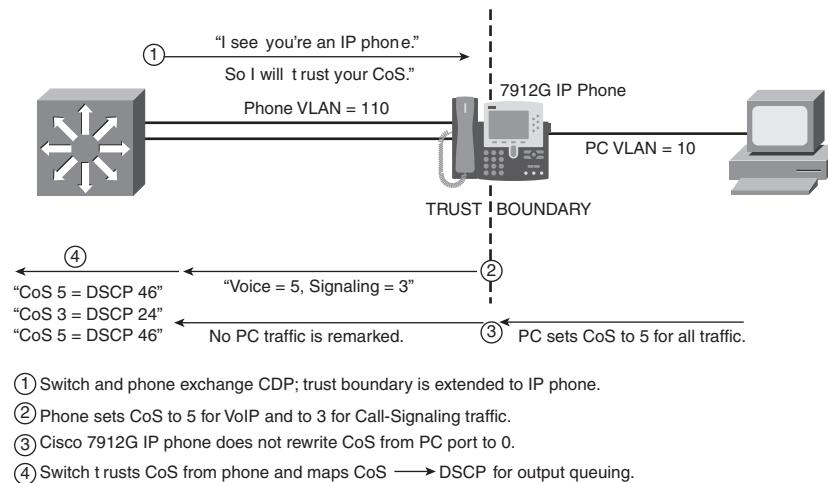 ① "I see you're an IP phone."
So I will t rust your CoS."
7912G IP Phone
Phone VLAN = 110
PC VLAN = 10
TRUST BOUNDARY
④
②
"Voice = 5, Signaling = 3"
"CoS 5 = DSCP 46"
"CoS 3 = DSCP 24"
"CoS 5 = DSCP 46"
No PC traffic is remarked.
③ PC sets CoS to 5 for all traffic.
① Switch and phone exchange CDP; trust boundary is extended to IP phone.
② Phone sets CoS to 5 for VoIP and to 3 for Call-Signaling traffic.
③ Cisco 7912G IP phone does not rewrite CoS from PC port to 0.
④ Switch t rusts CoS from phone and maps CoS → DSCP for output queuing.